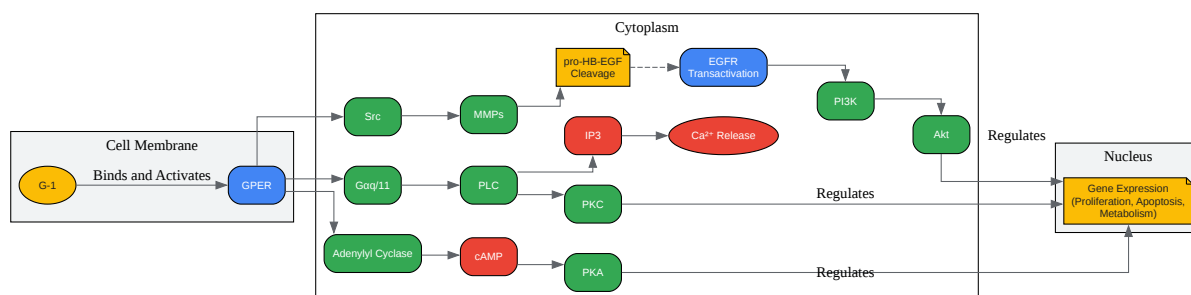 Cytoplasm
pro-HB-EGF
Cleavage
EGFR
Transactivation
PI3K
Src
MMPs
IP3
Ca²⁺ Release
Akt
Regulates
Cell Membrane
Nucleus
Binds and Activates
G-1
GPER
Gαq/11
PLC
PKC
Regulates
Gene Expression
(Proliferation, Apoptosis,
Metabolism)
Adenylyl Cyclase
cAMP
PKA
Regulates